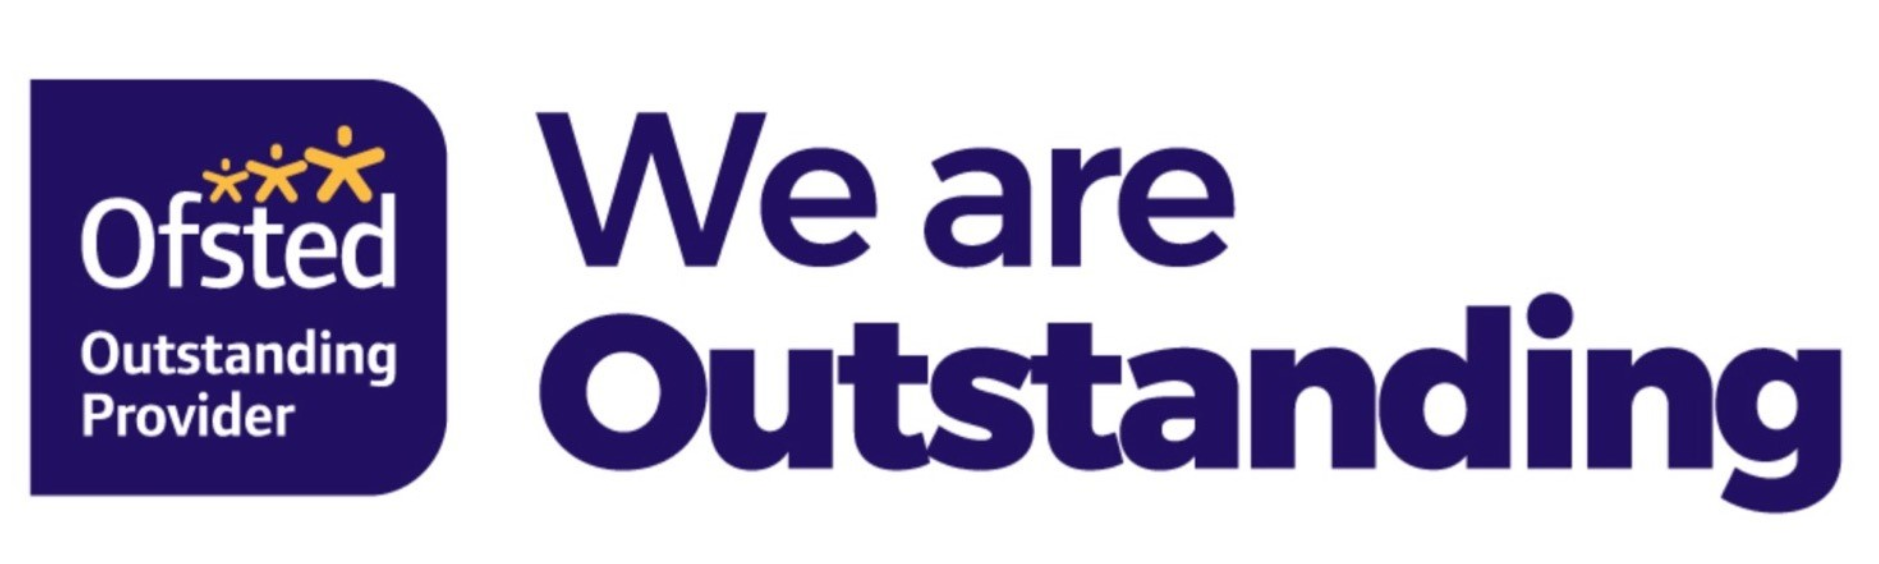 Ofsted
Outstanding
Provider
We are
Outstanding